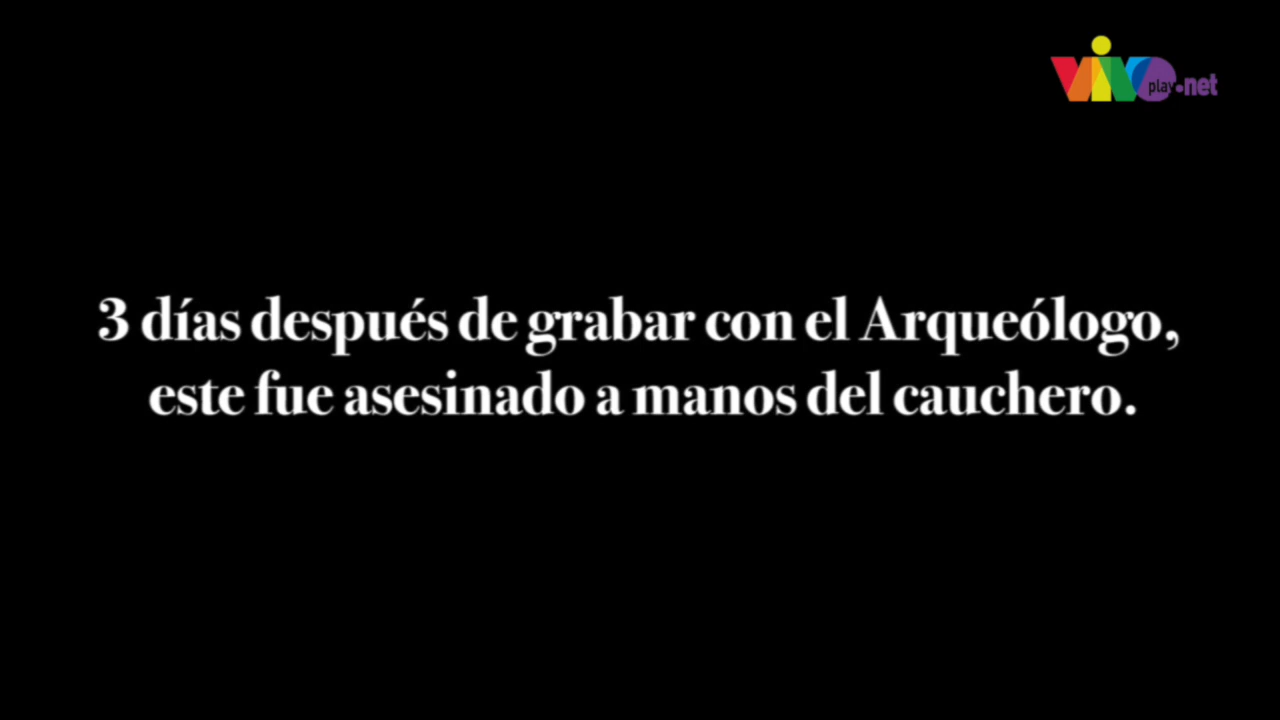 VIVO play.net
3 días después de grabar con el Arqueólogo,
este fue asesinado a manos del cauchero.